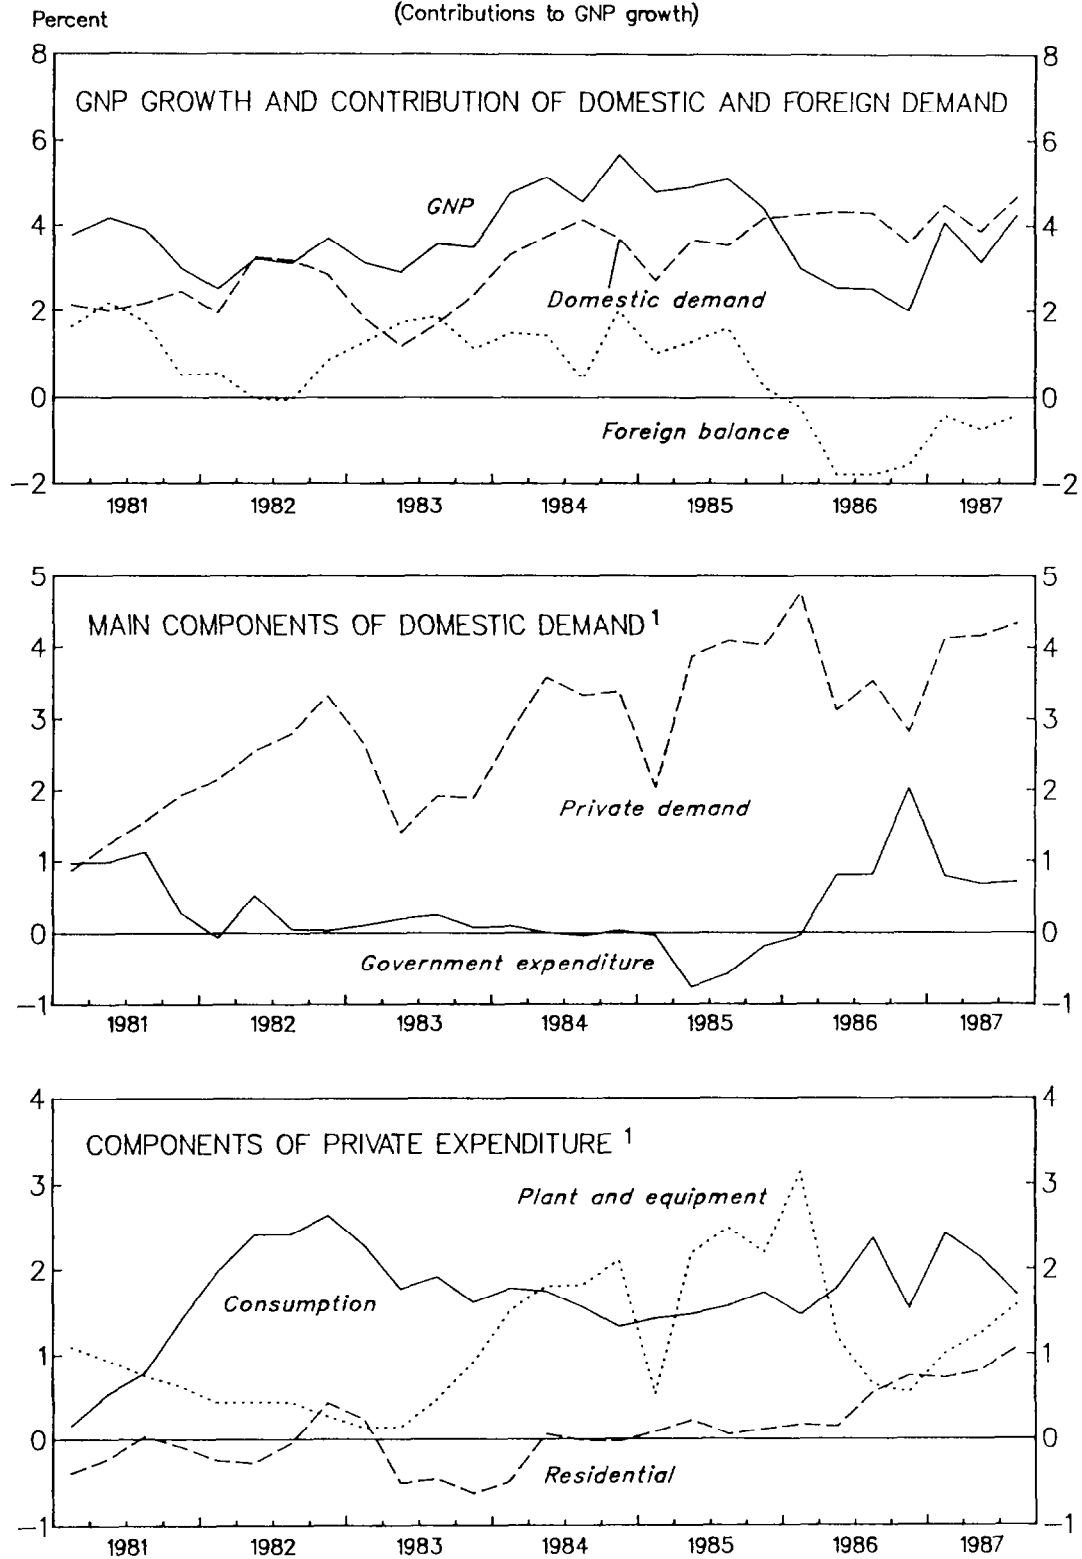 (Contributions to GNP growth)
Percent
8 8
GNP GROWTH AND CONTRIBUTION OF DOMESTIC AND FOREIGN DEMAND
6 6
GNP
4 4
Domestic demand
2 2
0 0
Foreign balance
-2 -2
1981 1982 1983 1984 1985 1986 1987
5 5
MAIN COMPONENTS OF DOMESTIC DEMAND 1
4 4
3 3
2 2
Private demand
1 1
0 0
Government expenditure
-1 -1
1981 1982 1983 1984 1985 1986 1987
4 4
COMPONENTS OF PRIVATE EXPENDITURE 1
3 3
Plant and equipment
2 2
Consumption
1 1
0 0
Residential
-1 -1
1981 1982 1983 1984 1985 1986 1987